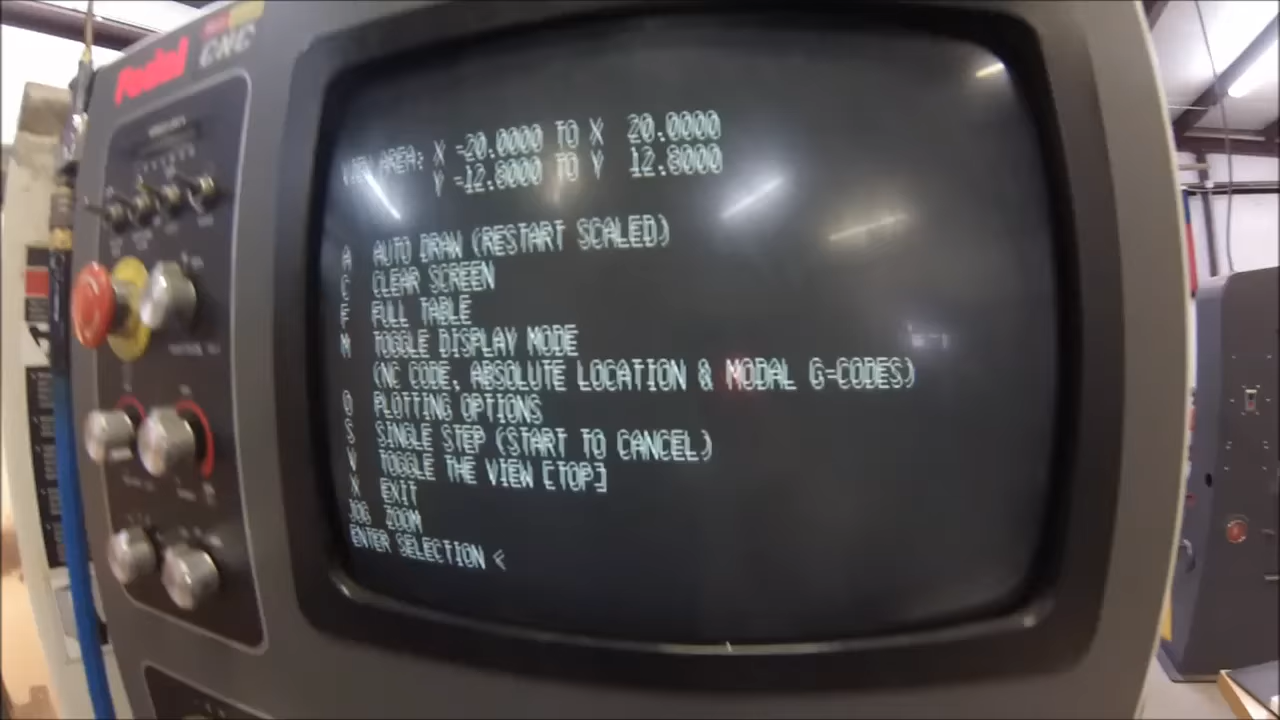 Fadal
CNC
VIEW AREA: X -20.0000 TO X 20.0000
Y -12.8000 TO Y 12.8000
A AUTO DRAW (RESTART SCALED)
C CLEAR SCREEN
F FULL TABLE
M TOGGLE DISPLAY MODE
(NC CODE, ABSOLUTE LOCATION & MODAL G-CODES)
O PLOTTING OPTIONS
S SINGLE STEP (START TO CANCEL)
V TOGGLE THE VIEW [TOP]
X EXIT
JOG ZOOM
ENTER SELECTION <